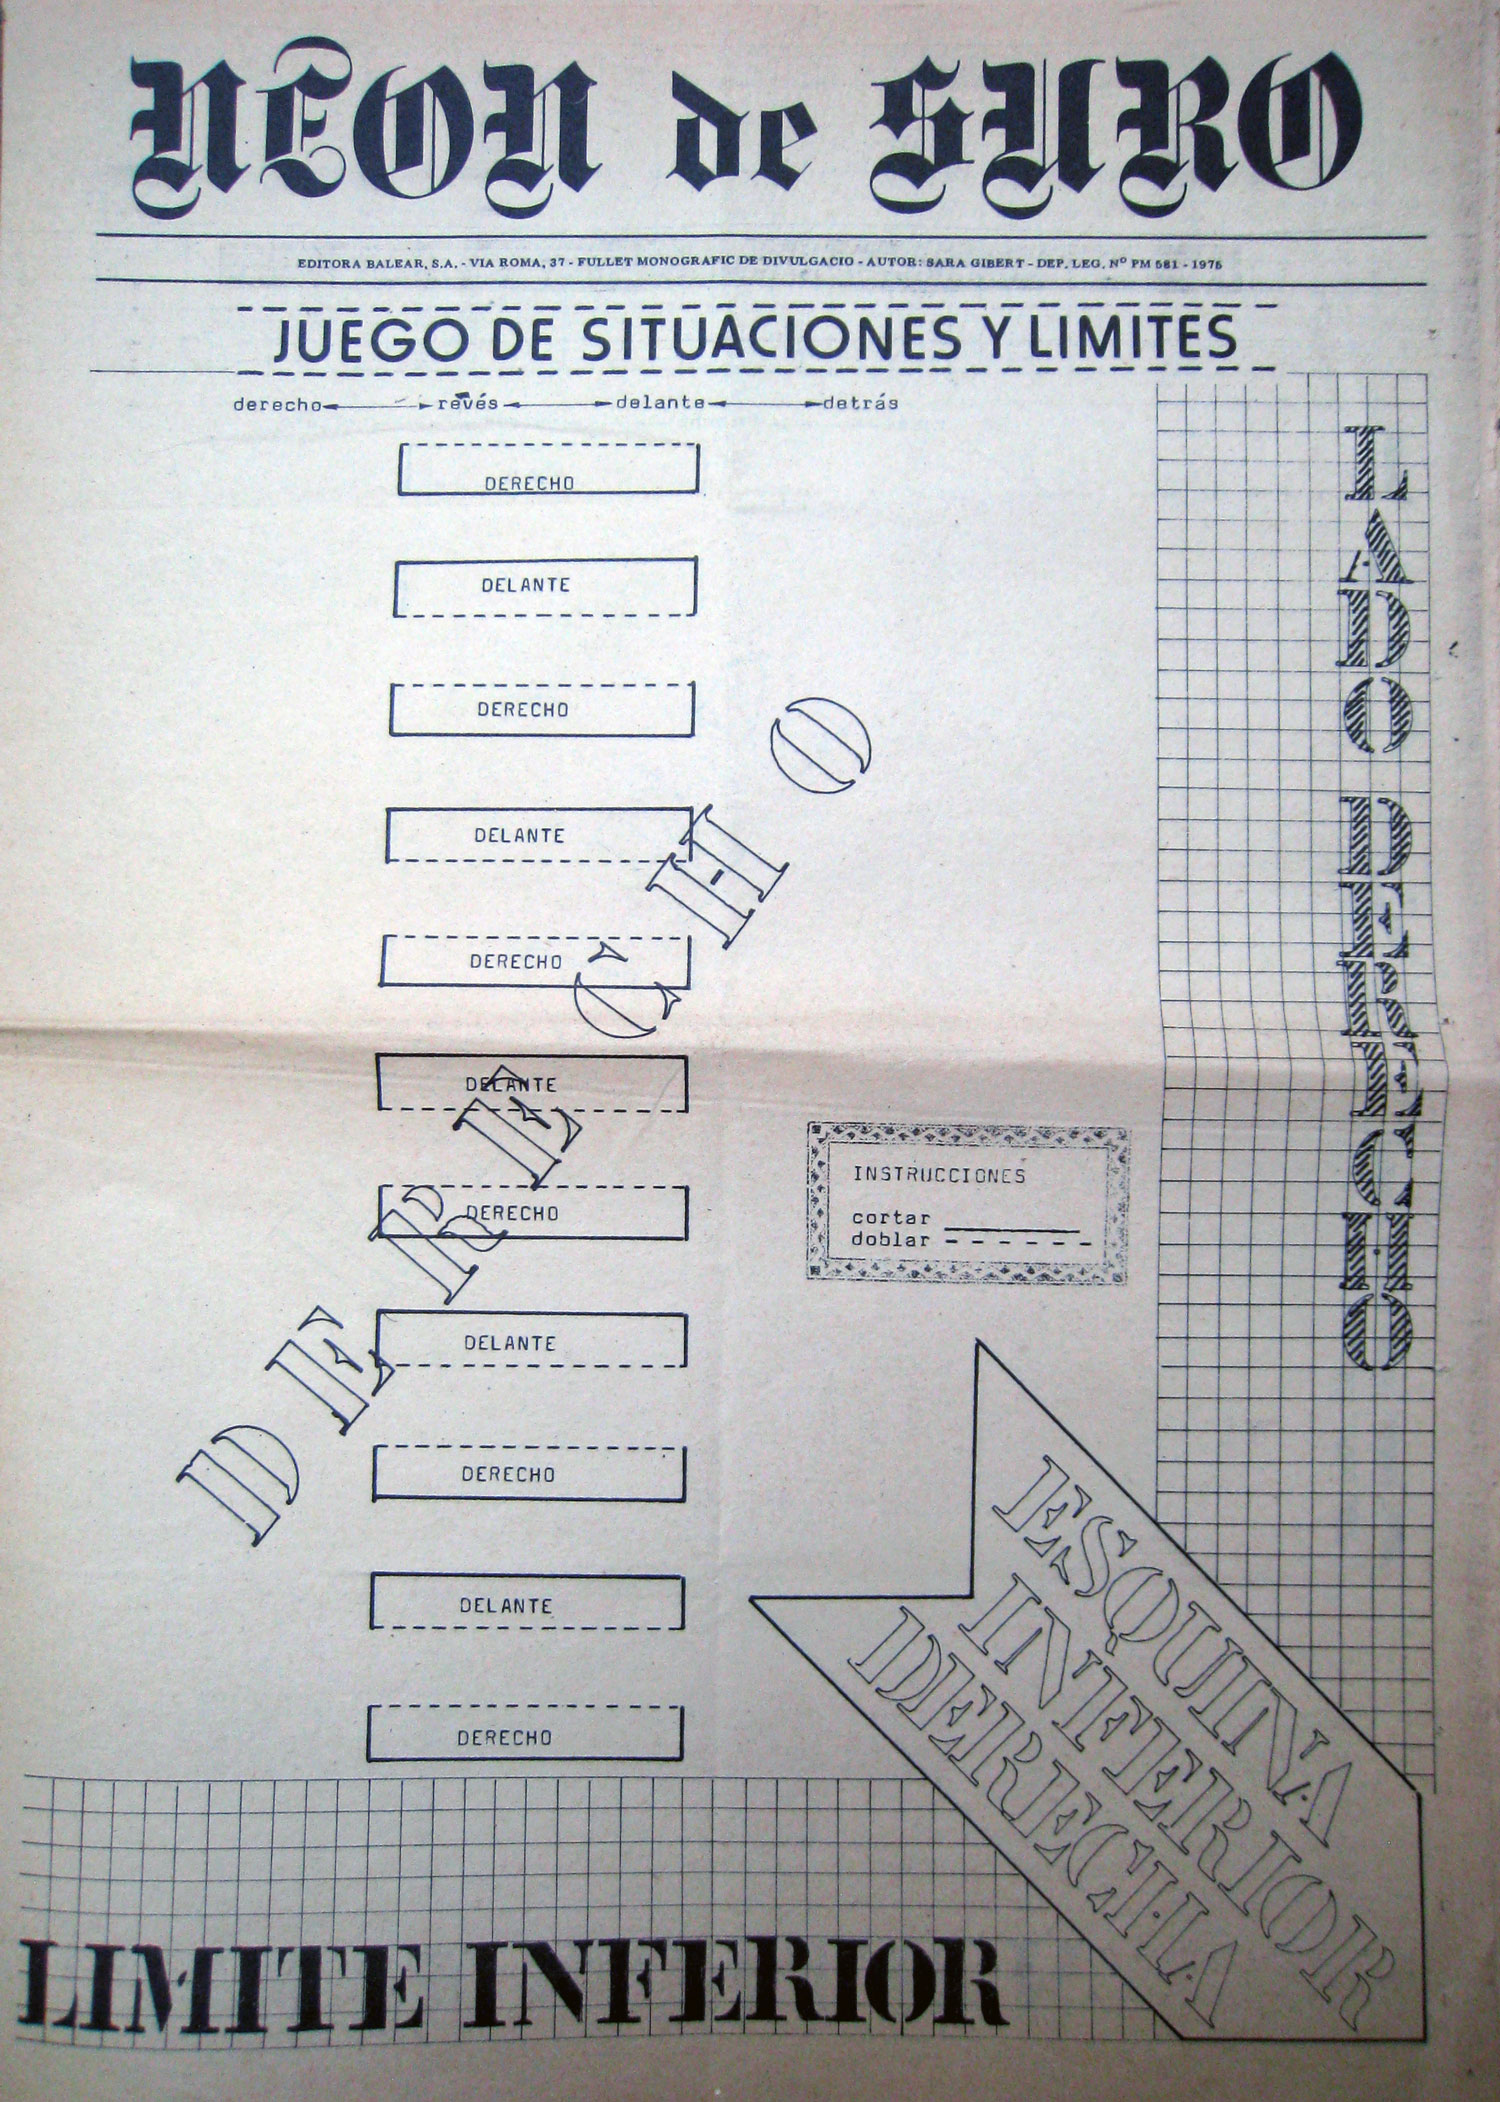 NEON de SURO
EDITORA BALEAR, S.A. - VIA ROMA, 37 - FULLET MONOGRAFIC DE DIVULGACIO - AUTOR: SARA GIBERT - DEP. LEG. Nº PM 581 - 1975
JUEGO DE SITUACIONES Y LIMITES
derecho revés delante detrás
DERECHO
DELANTE
DERECHO
DELANTE
DERECHO
DELANTE
DERECHO
DELANTE
DERECHO
DELANTE
DERECHO
DERECHO
LADO DERECHO
INSTRUCCIONES
cortar
doblar
ESQUINA
INFERIOR
DERECHA
LIMITE INFERIOR